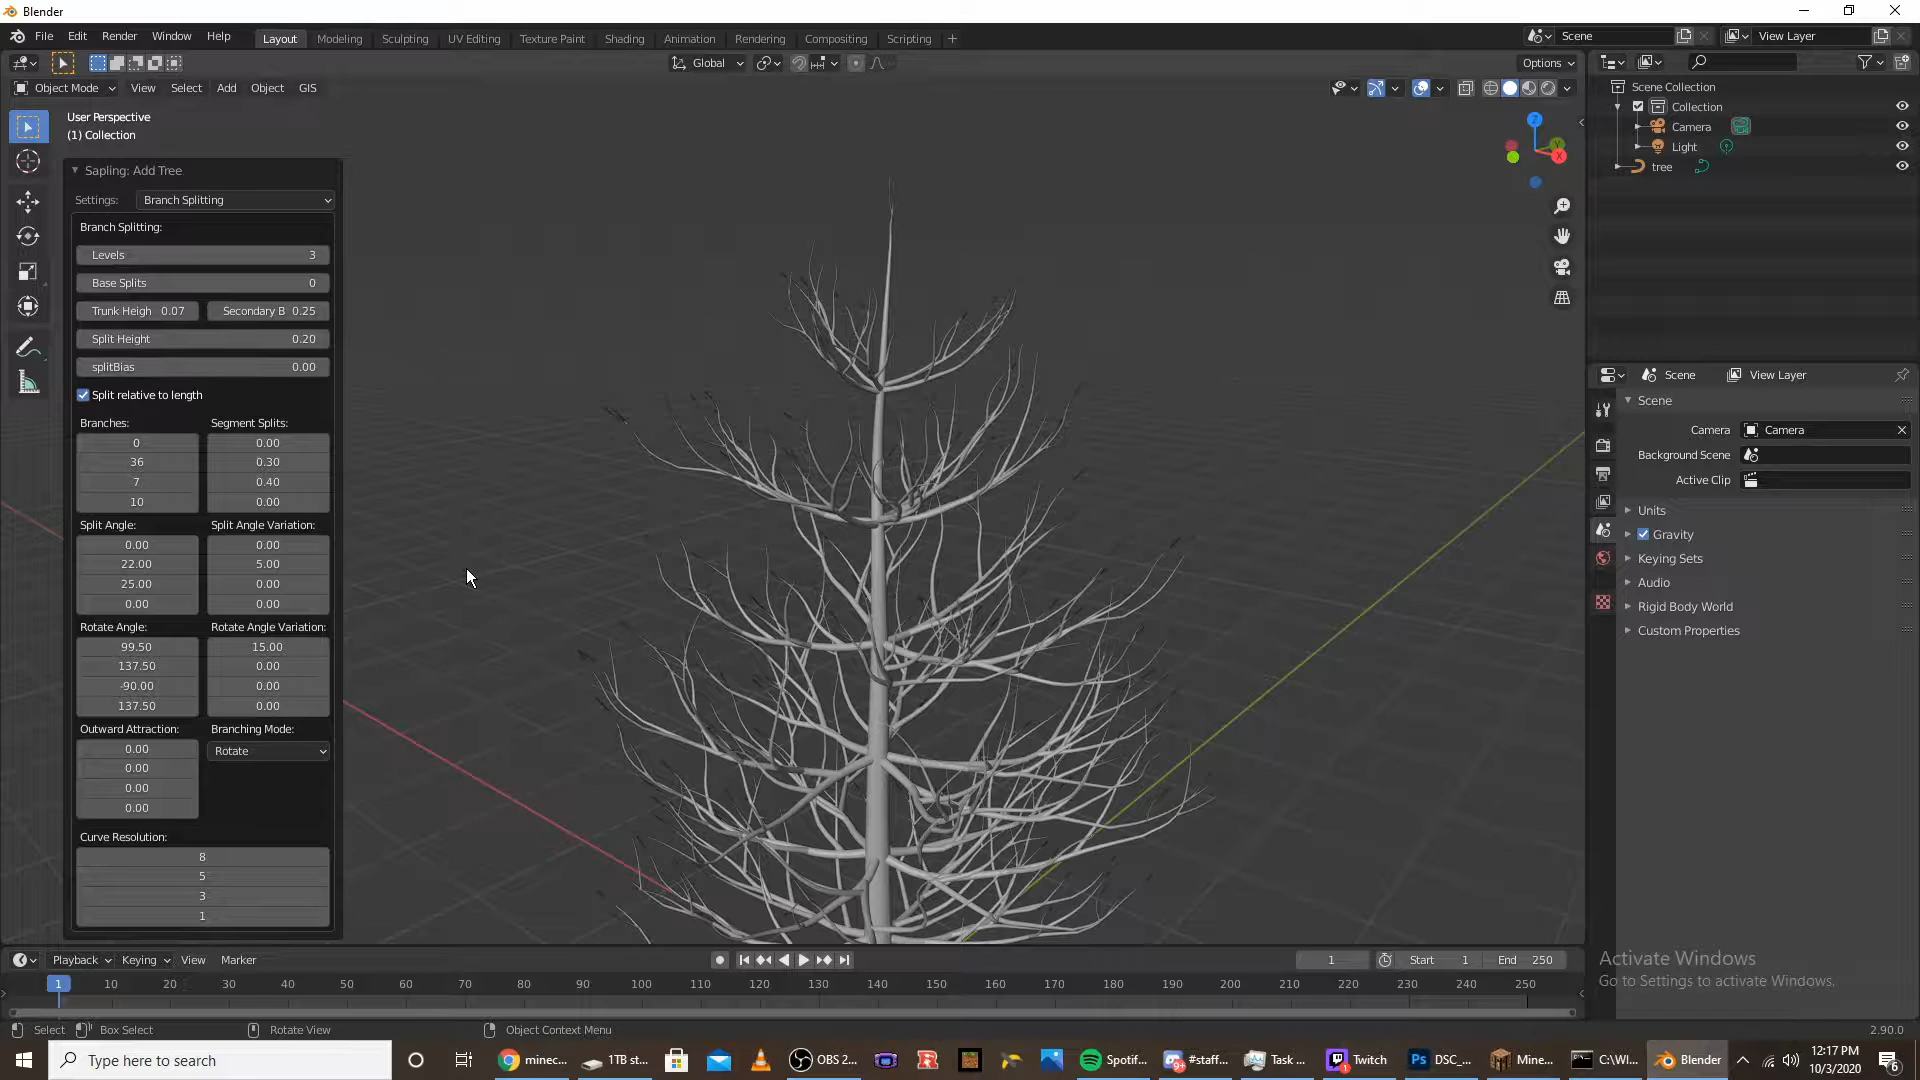 Blender
File Edit Render Window Help
Layout Modeling Sculpting UV Editing Texture Paint Shading Animation Rendering Compositing Scripting +
Scene
View Layer
Global
Options
Object Mode View Select Add Object GIS
User Perspective
(1) Collection
Z
Y
X
Sapling: Add Tree
Settings: Branch Splitting
Branch Splitting:
Levels 3
Base Splits 0
Trunk Heigh 0.07 Secondary B 0.25
Split Height 0.20
splitBias 0.00
Split relative to length
Branches: Segment Splits:
0 0.00
36 0.30
7 0.40
10 0.00
Split Angle: Split Angle Variation:
0.00 0.00
22.00 5.00
25.00 0.00
0.00 0.00
Rotate Angle: Rotate Angle Variation:
99.50 15.00
137.50 0.00
-90.00 0.00
137.50 0.00
Outward Attraction: Branching Mode:
0.00 Rotate
0.00
0.00
0.00
Curve Resolution:
8
5
3
1
Scene Collection
Collection
Camera
Light
tree
Scene View Layer
Scene
Camera Camera
Background Scene
Active Clip
Units
Gravity
Keying Sets
Audio
Rigid Body World
Custom Properties
Activate Windows
Go to Settings to activate Windows.
Playback Keying View Marker
1 Start 1 End 250
1 10 20 30 40 50 60 70 80 90 100 110 120 130 140 150 160 170 180 190 200 210 220 230 240 250
Select Box Select Rotate View Object Context Menu 2.90.0
Type here to search
minec...
1TB st...
OBS 2...
Spotif...
#staff...
9+
Task ...
Twitch
1
Ps DSC_...
Mine...
C:\WI...
Blender
12:17 PM
10/3/2020
6